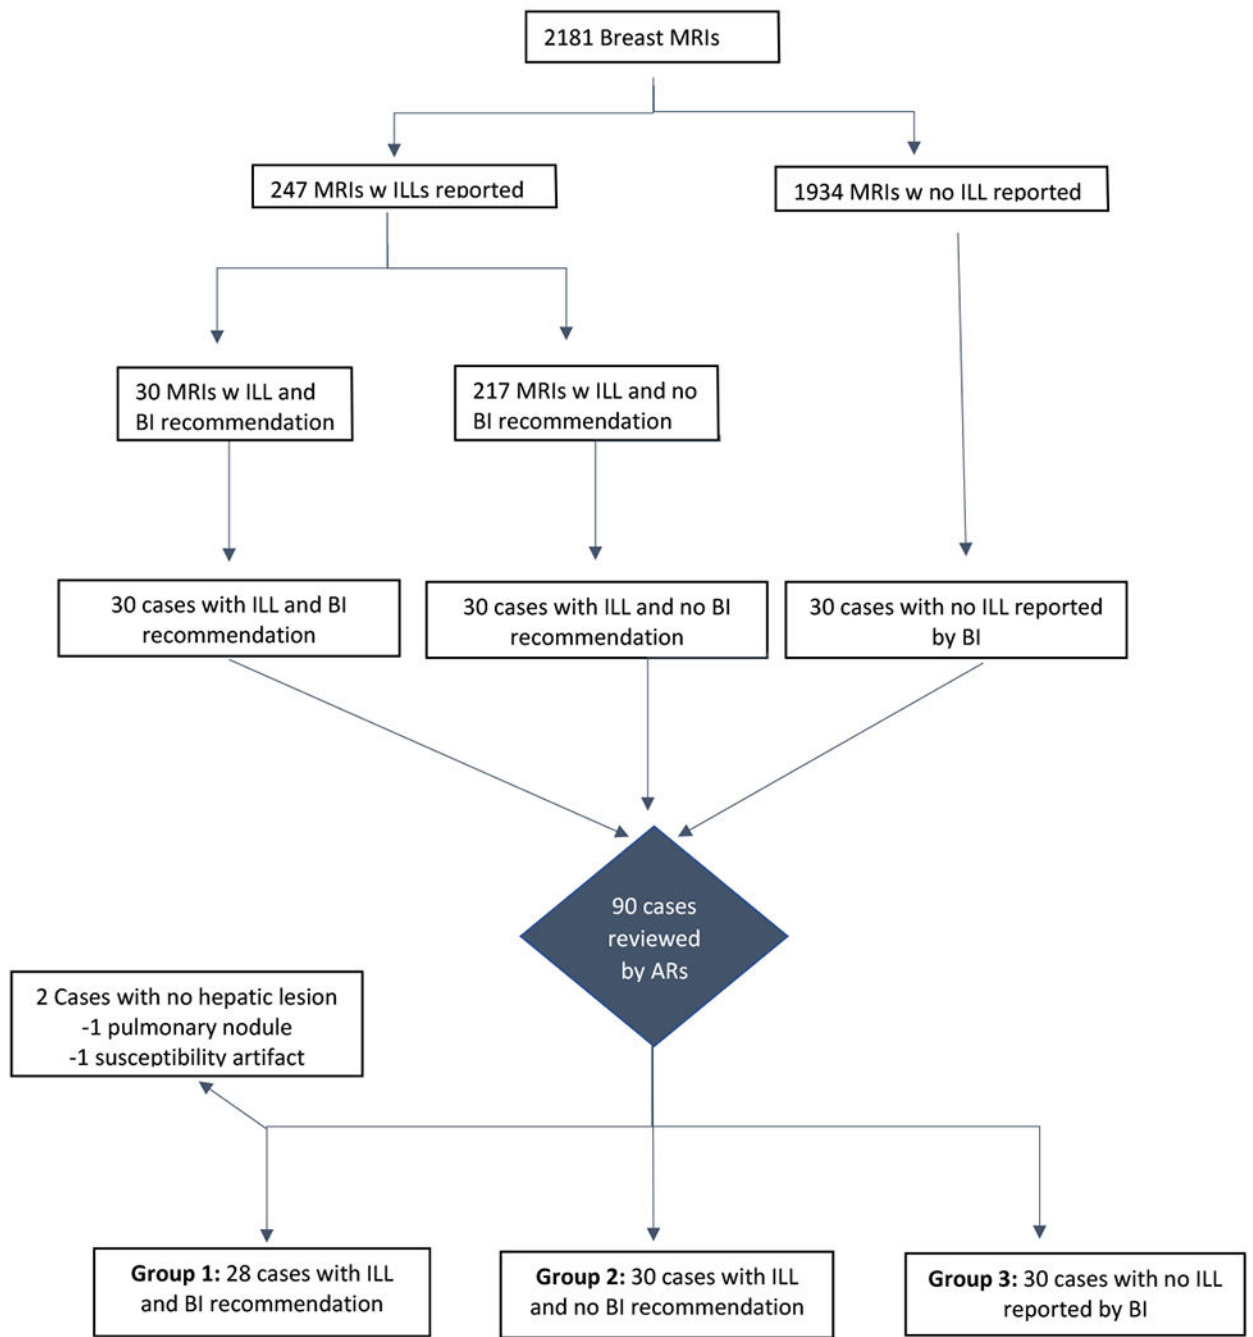 2181 Breast MRIs
247 MRIs w ILLs reported
1934 MRIs w no ILL reported
30 MRIs w ILL and
BI recommendation
217 MRIs w ILL and no
BI recommendation
30 cases with ILL and BI
recommendation
30 cases with ILL and no BI
recommendation
30 cases with no ILL reported
by BI
90 cases
reviewed
by ARs
2 Cases with no hepatic lesion
-1 pulmonary nodule
-1 susceptibility artifact
Group 1: 28 cases with ILL
and BI recommendation
Group 2: 30 cases with ILL
and no BI recommendation
Group 3: 30 cases with no ILL
reported by BI